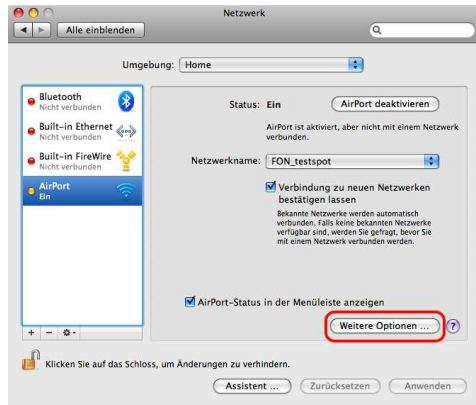 Netzwerk
Alle einblenden
Umgebung: Home
Bluetooth
Nicht verbunden
Built-in Ethernet
Nicht verbunden
Built-in FireWire
Nicht verbunden
AirPort
Ein
Status: Ein
AirPort deaktivieren
AirPort ist aktiviert, aber nicht mit einem Netzwerk
verbunden.
Netzwerkname: FON_testspot
Verbindung zu neuen Netzwerken
bestätigen lassen
Bekannte Netzwerke werden automatisch
verbunden. Falls keine bekannten Netzwerke
verfügbar sind, werden Sie gefragt, bevor Sie
mit einem Netzwerk verbunden werden.
AirPort-Status in der Menüleiste anzeigen
Weitere Optionen ... ?
Klicken Sie auf das Schloss, um Änderungen zu verhindern.
Assistent ... Zurücksetzen Anwenden